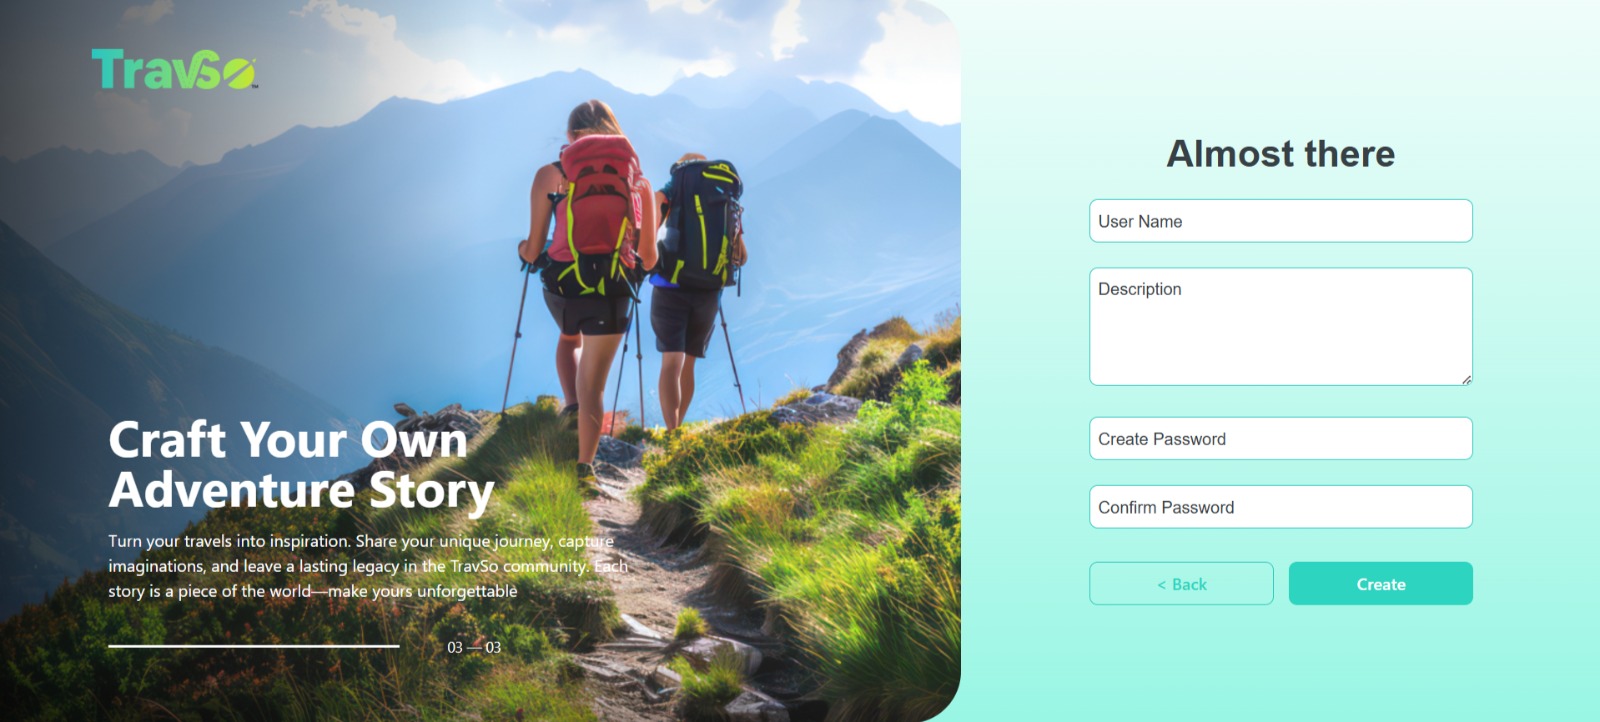 TravSo™
Craft Your Own
Adventure Story
Turn your travels into inspiration. Share your unique journey, capture
imaginations, and leave a lasting legacy in the TravSo community. Each
story is a piece of the world—make yours unforgettable
03 — 03
Almost there
User Name
Description
Create Password
Confirm Password
< Back
Create